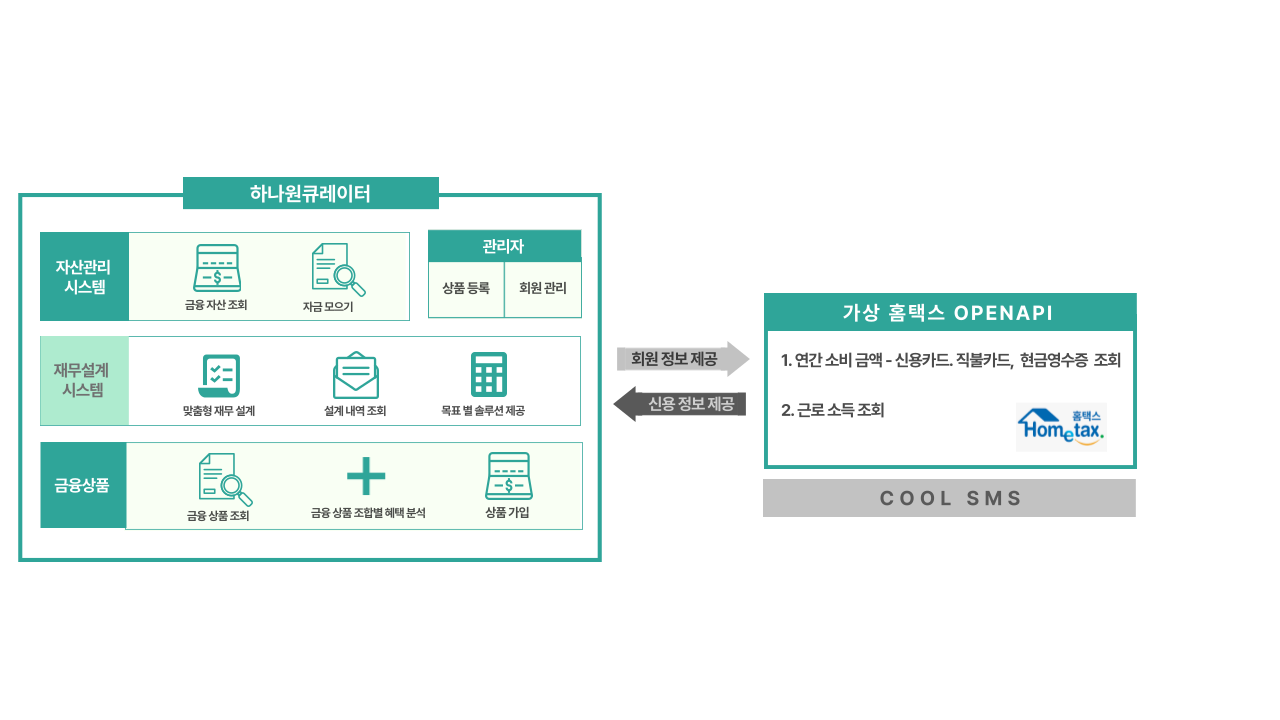 하나원큐레이터
자산관리
시스템
금융 자산 조회
자금 모으기
관리자
상품 등록
회원 관리
재무설계
시스템
맞춤형 재무 설계
설계 내역 조회
목표 별 솔루션 제공
금융상품
금융 상품 조회
금융 상품 조합별 혜택 분석
상품 가입
회원 정보 제공
신용 정보 제공
가상 홈택스 OPENAPI
1. 연간 소비 금액 - 신용카드. 직불카드, 현금영수증 조회
2. 근로 소득 조회
홈택스
Hometax.
COOL SMS